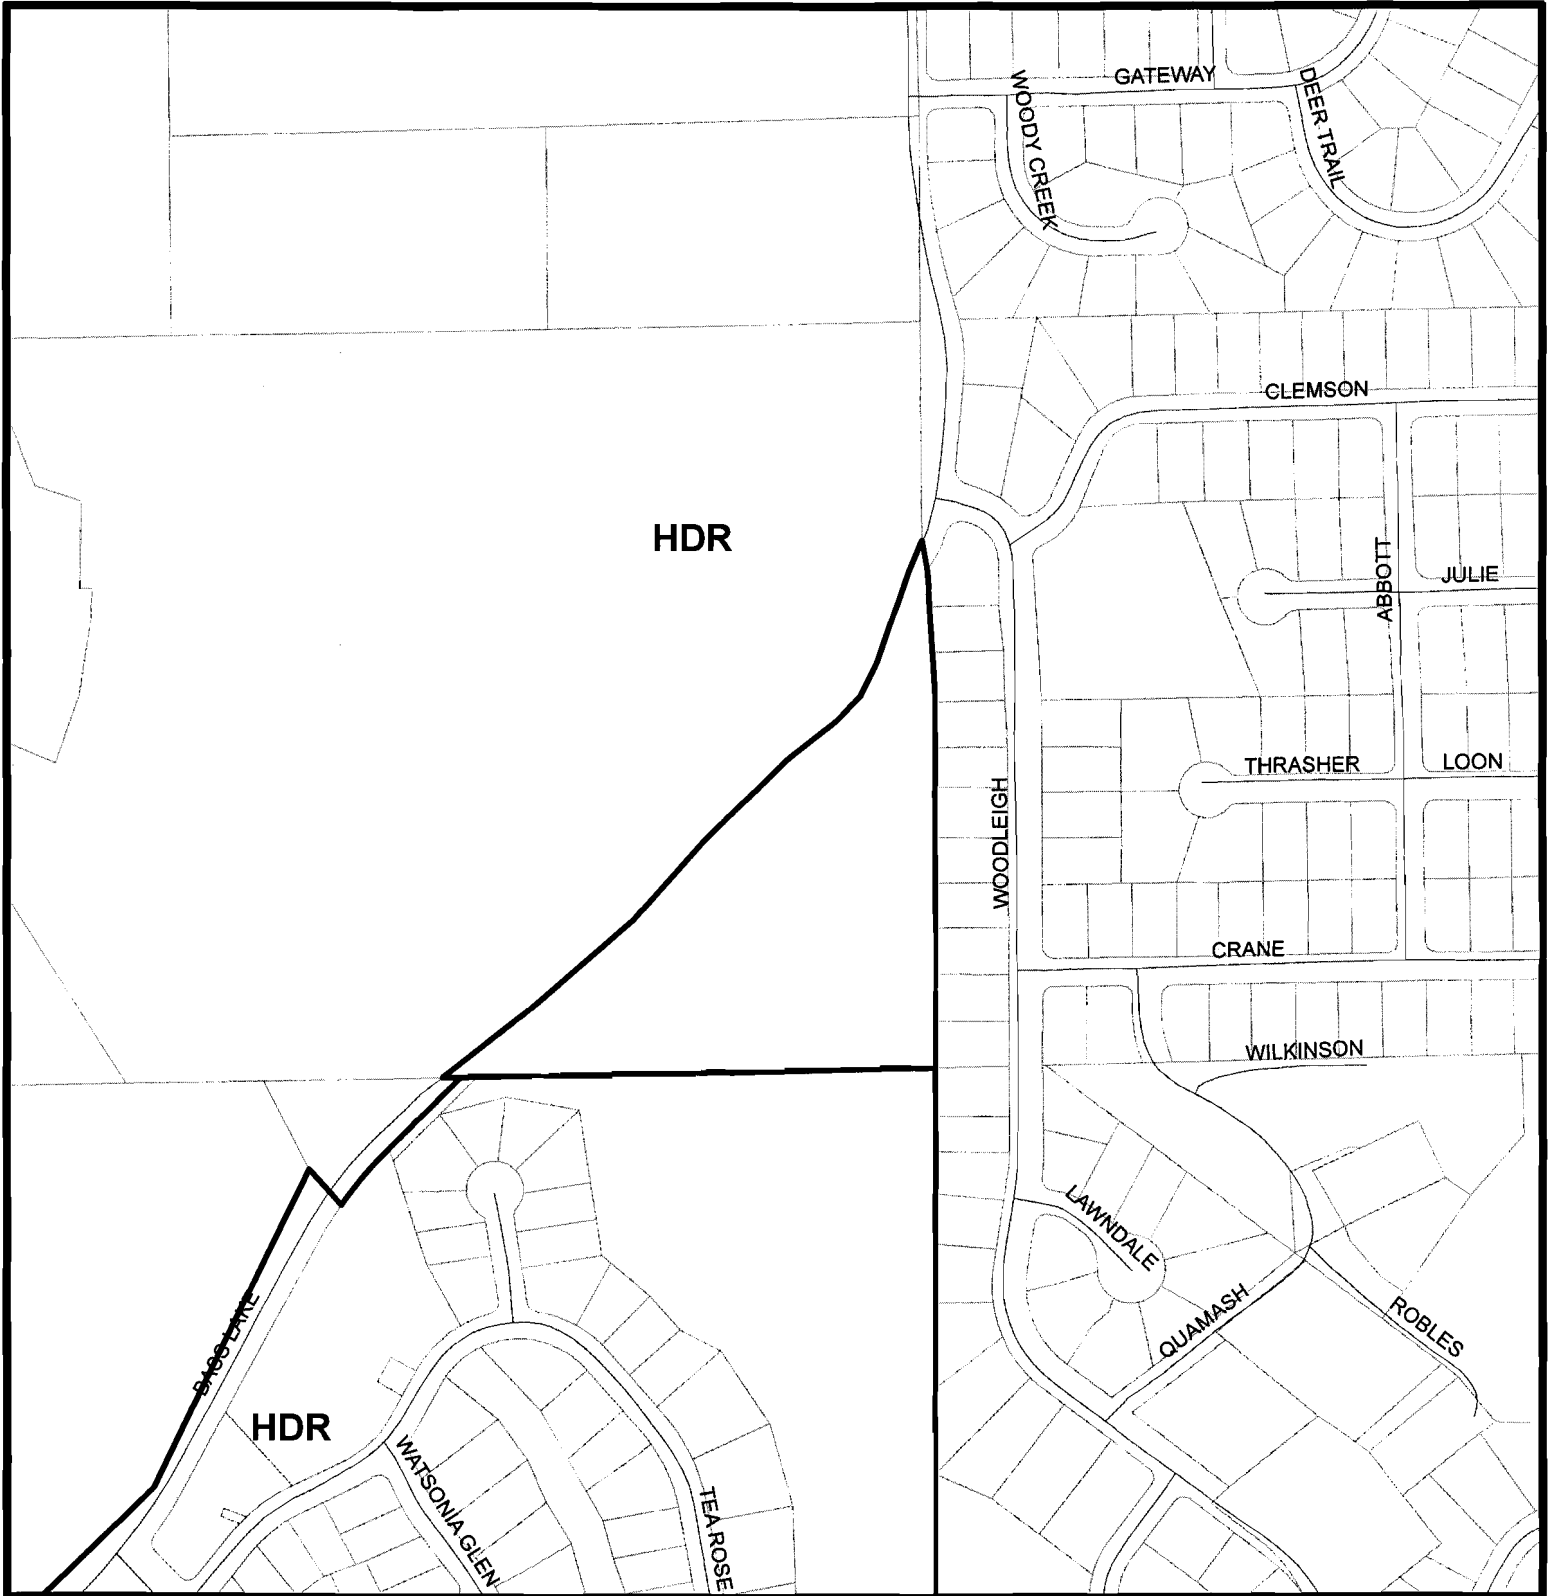 GATEWAY
WOODY CREEK
DEER TRAIL
CLEMSON
HDR
ABBOTT
JULIE
THRASHER
LOON
WOODLEIGH
CRANE
WILKINSON
LAWNDALE
QUAMASH
ROBLES
BASS LAKE
HDR
WATSONIA GLEN
TEA ROSE